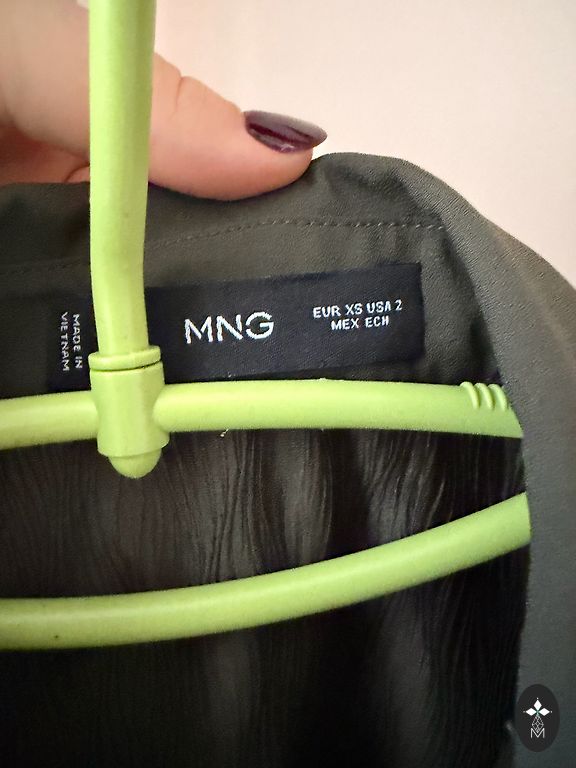 MADE IN
VIETNAM
MNG
EUR XS USA 2
MEX ECH
M